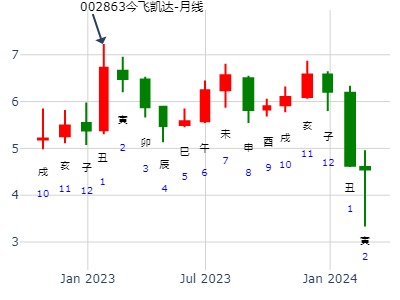 002863今飞凯达-月线
7
6
5
4
3
戌
10
亥
11
子
12
丑
1
寅
2
卯
3
辰
4
巳
5
午
6
未
7
申
8
酉
9
戌
10
亥
11
子
12
丑
1
寅
2
Jan 2023
Jul 2023
Jan 2024